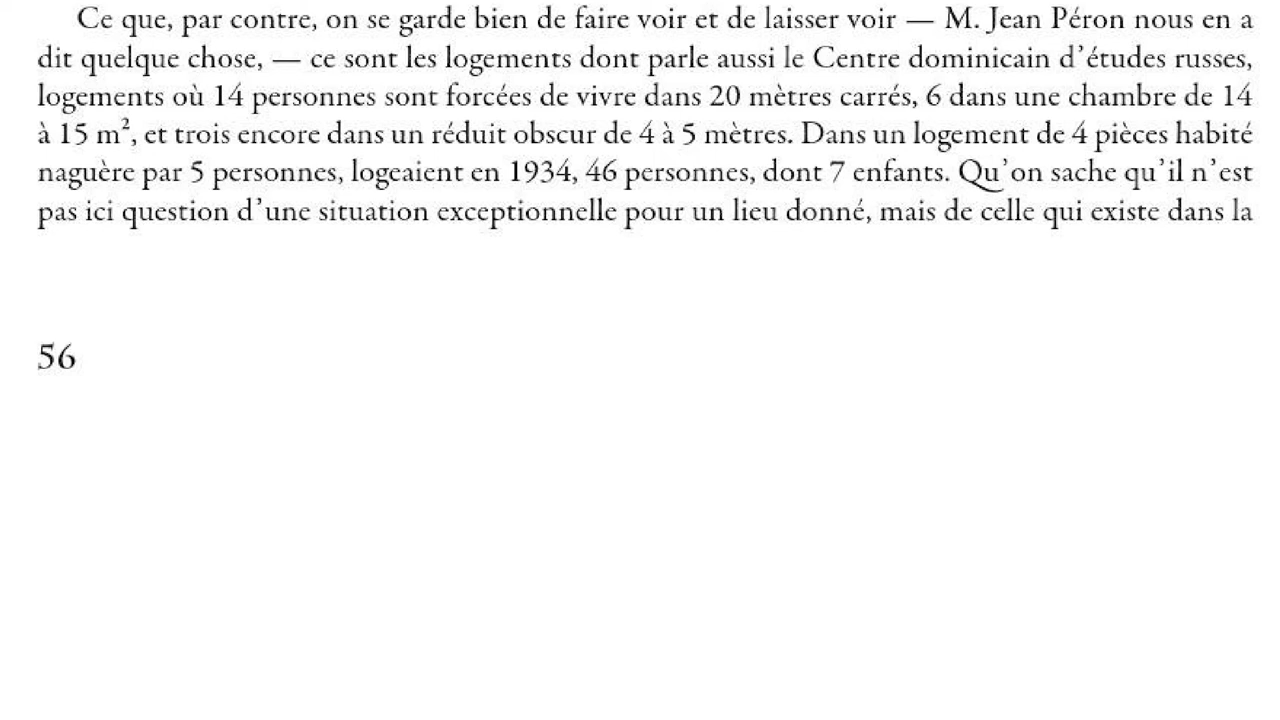 Ce que, par contre, on se garde bien de faire voir et de laisser voir — M. Jean Péron nous en a
dit quelque chose, — ce sont les logements dont parle aussi le Centre dominicain d’études russes,
logements où 14 personnes sont forcées de vivre dans 20 mètres carrés, 6 dans une chambre de 14
à 15 m², et trois encore dans un réduit obscur de 4 à 5 mètres. Dans un logement de 4 pièces habité
naguère par 5 personnes, logeaient en 1934, 46 personnes, dont 7 enfants. Qu’on sache qu’il n’est
pas ici question d’une situation exceptionnelle pour un lieu donné, mais de celle qui existe dans la
56